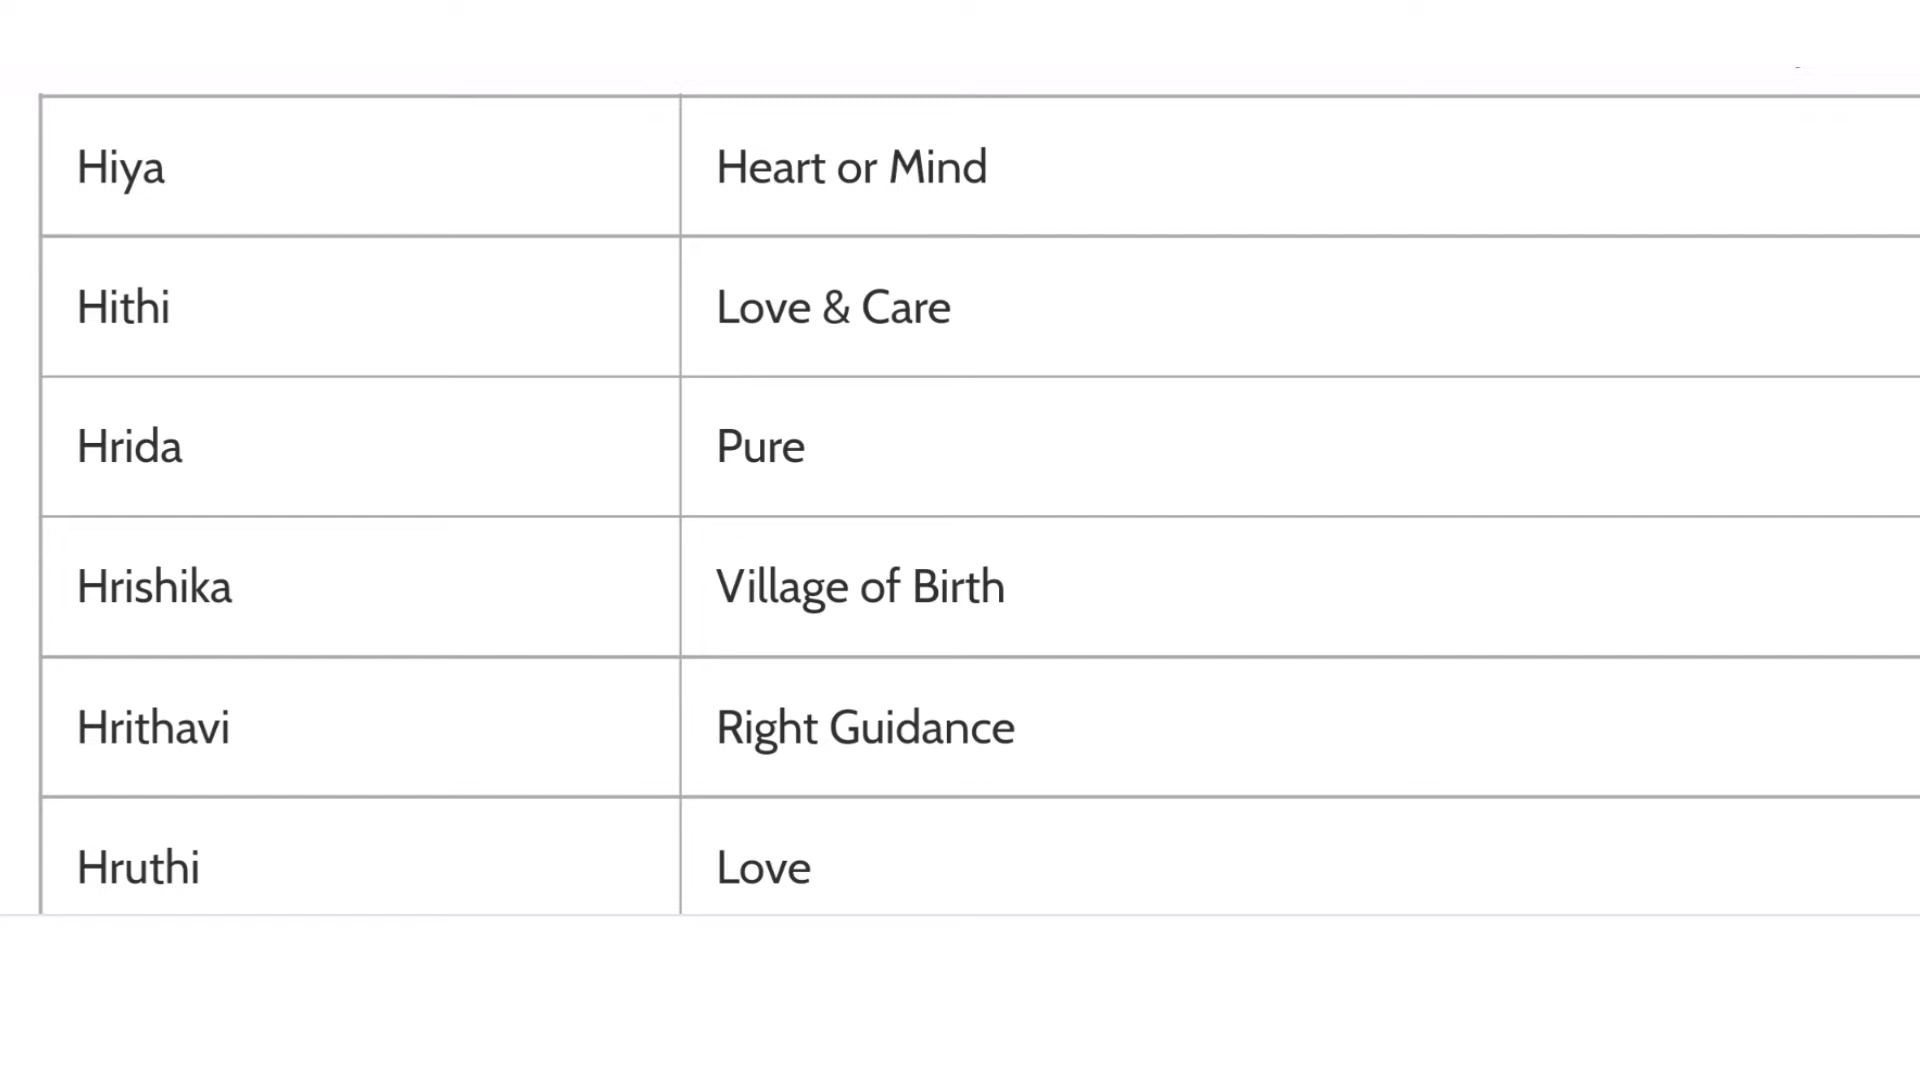 Hiya Heart or Mind
Hithi Love & Care
Hrida Pure
Hrishika Village of Birth
Hrithavi Right Guidance
Hruthi Love